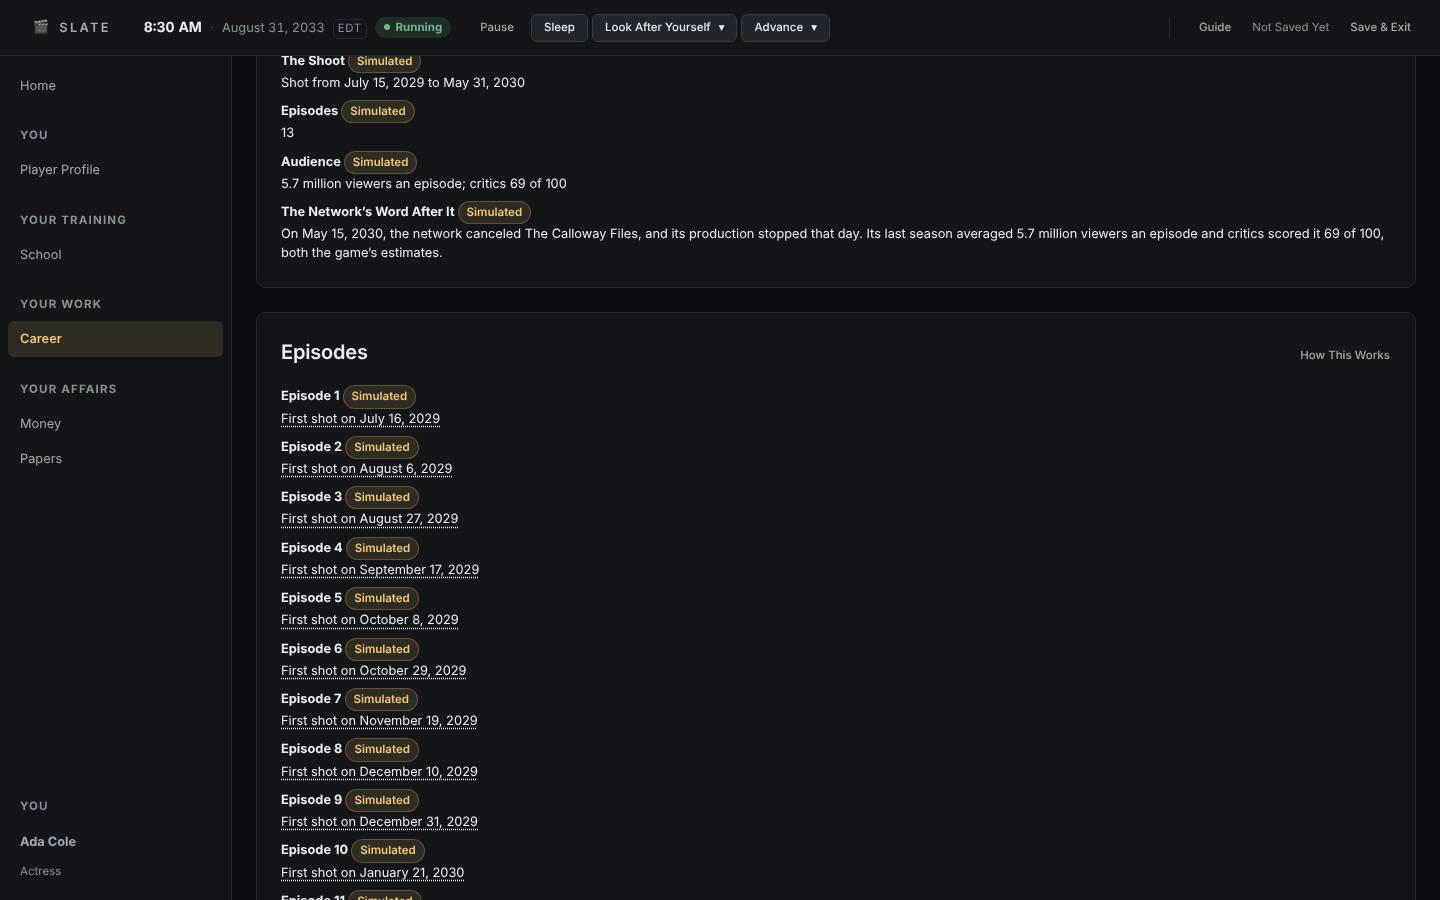 SLATE
8:30 AM · August 31, 2033 EDT Running Pause Sleep Look After Yourself ▾ Advance ▾ Guide Not Saved Yet Save & Exit
Home
YOU
Player Profile
YOUR TRAINING
School
YOUR WORK
Career
YOUR AFFAIRS
Money
Papers
YOU
Ada Cole
Actress
The Shoot Simulated
Shot from July 15, 2029 to May 31, 2030
Episodes Simulated
13
Audience Simulated
5.7 million viewers an episode; critics 69 of 100
The Network’s Word After It Simulated
On May 15, 2030, the network canceled The Calloway Files, and its production stopped that day. Its last season averaged 5.7 million viewers an episode and critics scored it 69 of 100,
both the game’s estimates.
Episodes
How This Works
Episode 1 Simulated
First shot on July 16, 2029
Episode 2 Simulated
First shot on August 6, 2029
Episode 3 Simulated
First shot on August 27, 2029
Episode 4 Simulated
First shot on September 17, 2029
Episode 5 Simulated
First shot on October 8, 2029
Episode 6 Simulated
First shot on October 29, 2029
Episode 7 Simulated
First shot on November 19, 2029
Episode 8 Simulated
First shot on December 10, 2029
Episode 9 Simulated
First shot on December 31, 2029
Episode 10 Simulated
First shot on January 21, 2030
Episode 11 Simulated